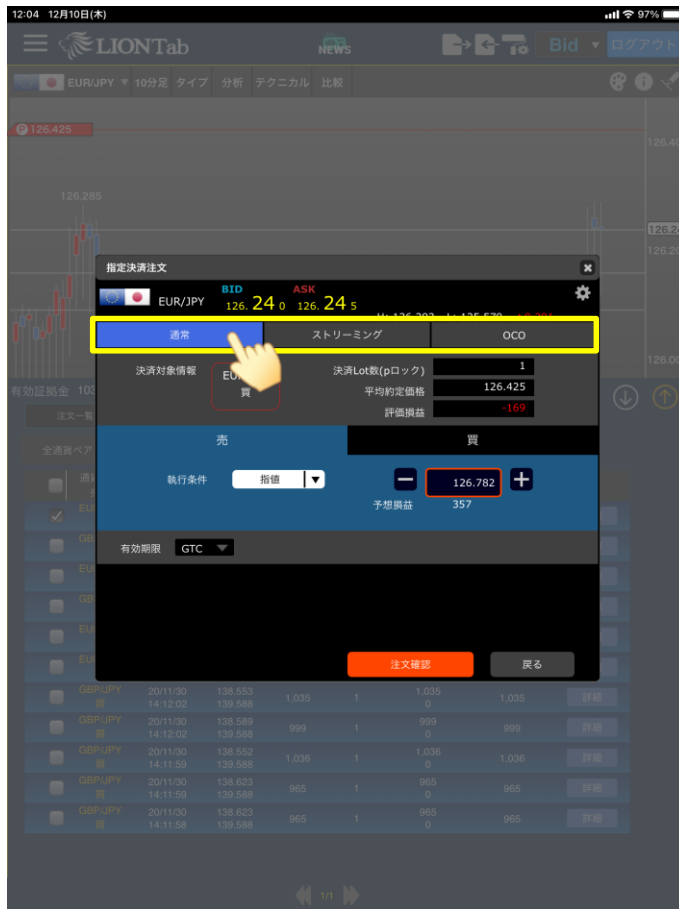 12:04 12月10日(木) 97%
LIONTab NEWS Bid ▼ ログアウト
EUR/JPY ▼ 10分足 タイプ 分析 テクニカル 比較
P 126.425
126.285
指定決済注文
EUR/JPY BID 126. 24 0 ASK 126. 24 5
通常 ストリーミング OCO
決済対象情報 決済Lot数(pロック) 1
買 平均約定価格 126.425
評価損益 -169
有効証拠金
注文一覧
全通貨ペア
売 買
執行条件 指値 ▼ － 126.782 ＋
予想損益 357
有効期限 GTC ▼
注文確認 戻る
GBP/JPY 買 20/11/30 14:12:02 138.553 139.588 1,035 1 1,035 0 1,035 詳細
GBP/JPY 買 20/11/30 14:12:02 138.589 139.588 999 1 999 0 999 詳細
GBP/JPY 買 20/11/30 14:11:59 138.552 139.588 1,036 1 1,036 0 1,036 詳細
GBP/JPY 買 20/11/30 14:11:59 138.623 139.588 965 1 965 0 965 詳細
GBP/JPY 買 20/11/30 14:11:58 138.623 139.588 965 1 965 0 965 詳細
1/1